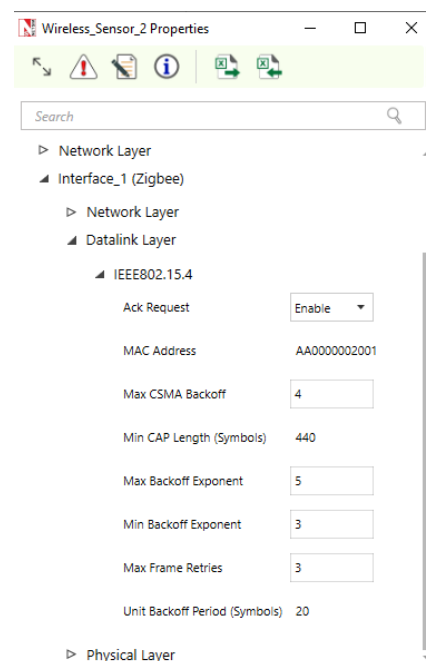 Wireless_Sensor_2 Properties
Search
Network Layer
Interface_1 (Zigbee)
Network Layer
Datalink Layer
IEEE802.15.4
Ack Request Enable
MAC Address AA0000002001
Max CSMA Backoff 4
Min CAP Length (Symbols) 440
Max Backoff Exponent 5
Min Backoff Exponent 3
Max Frame Retries 3
Unit Backoff Period (Symbols) 20
Physical Layer